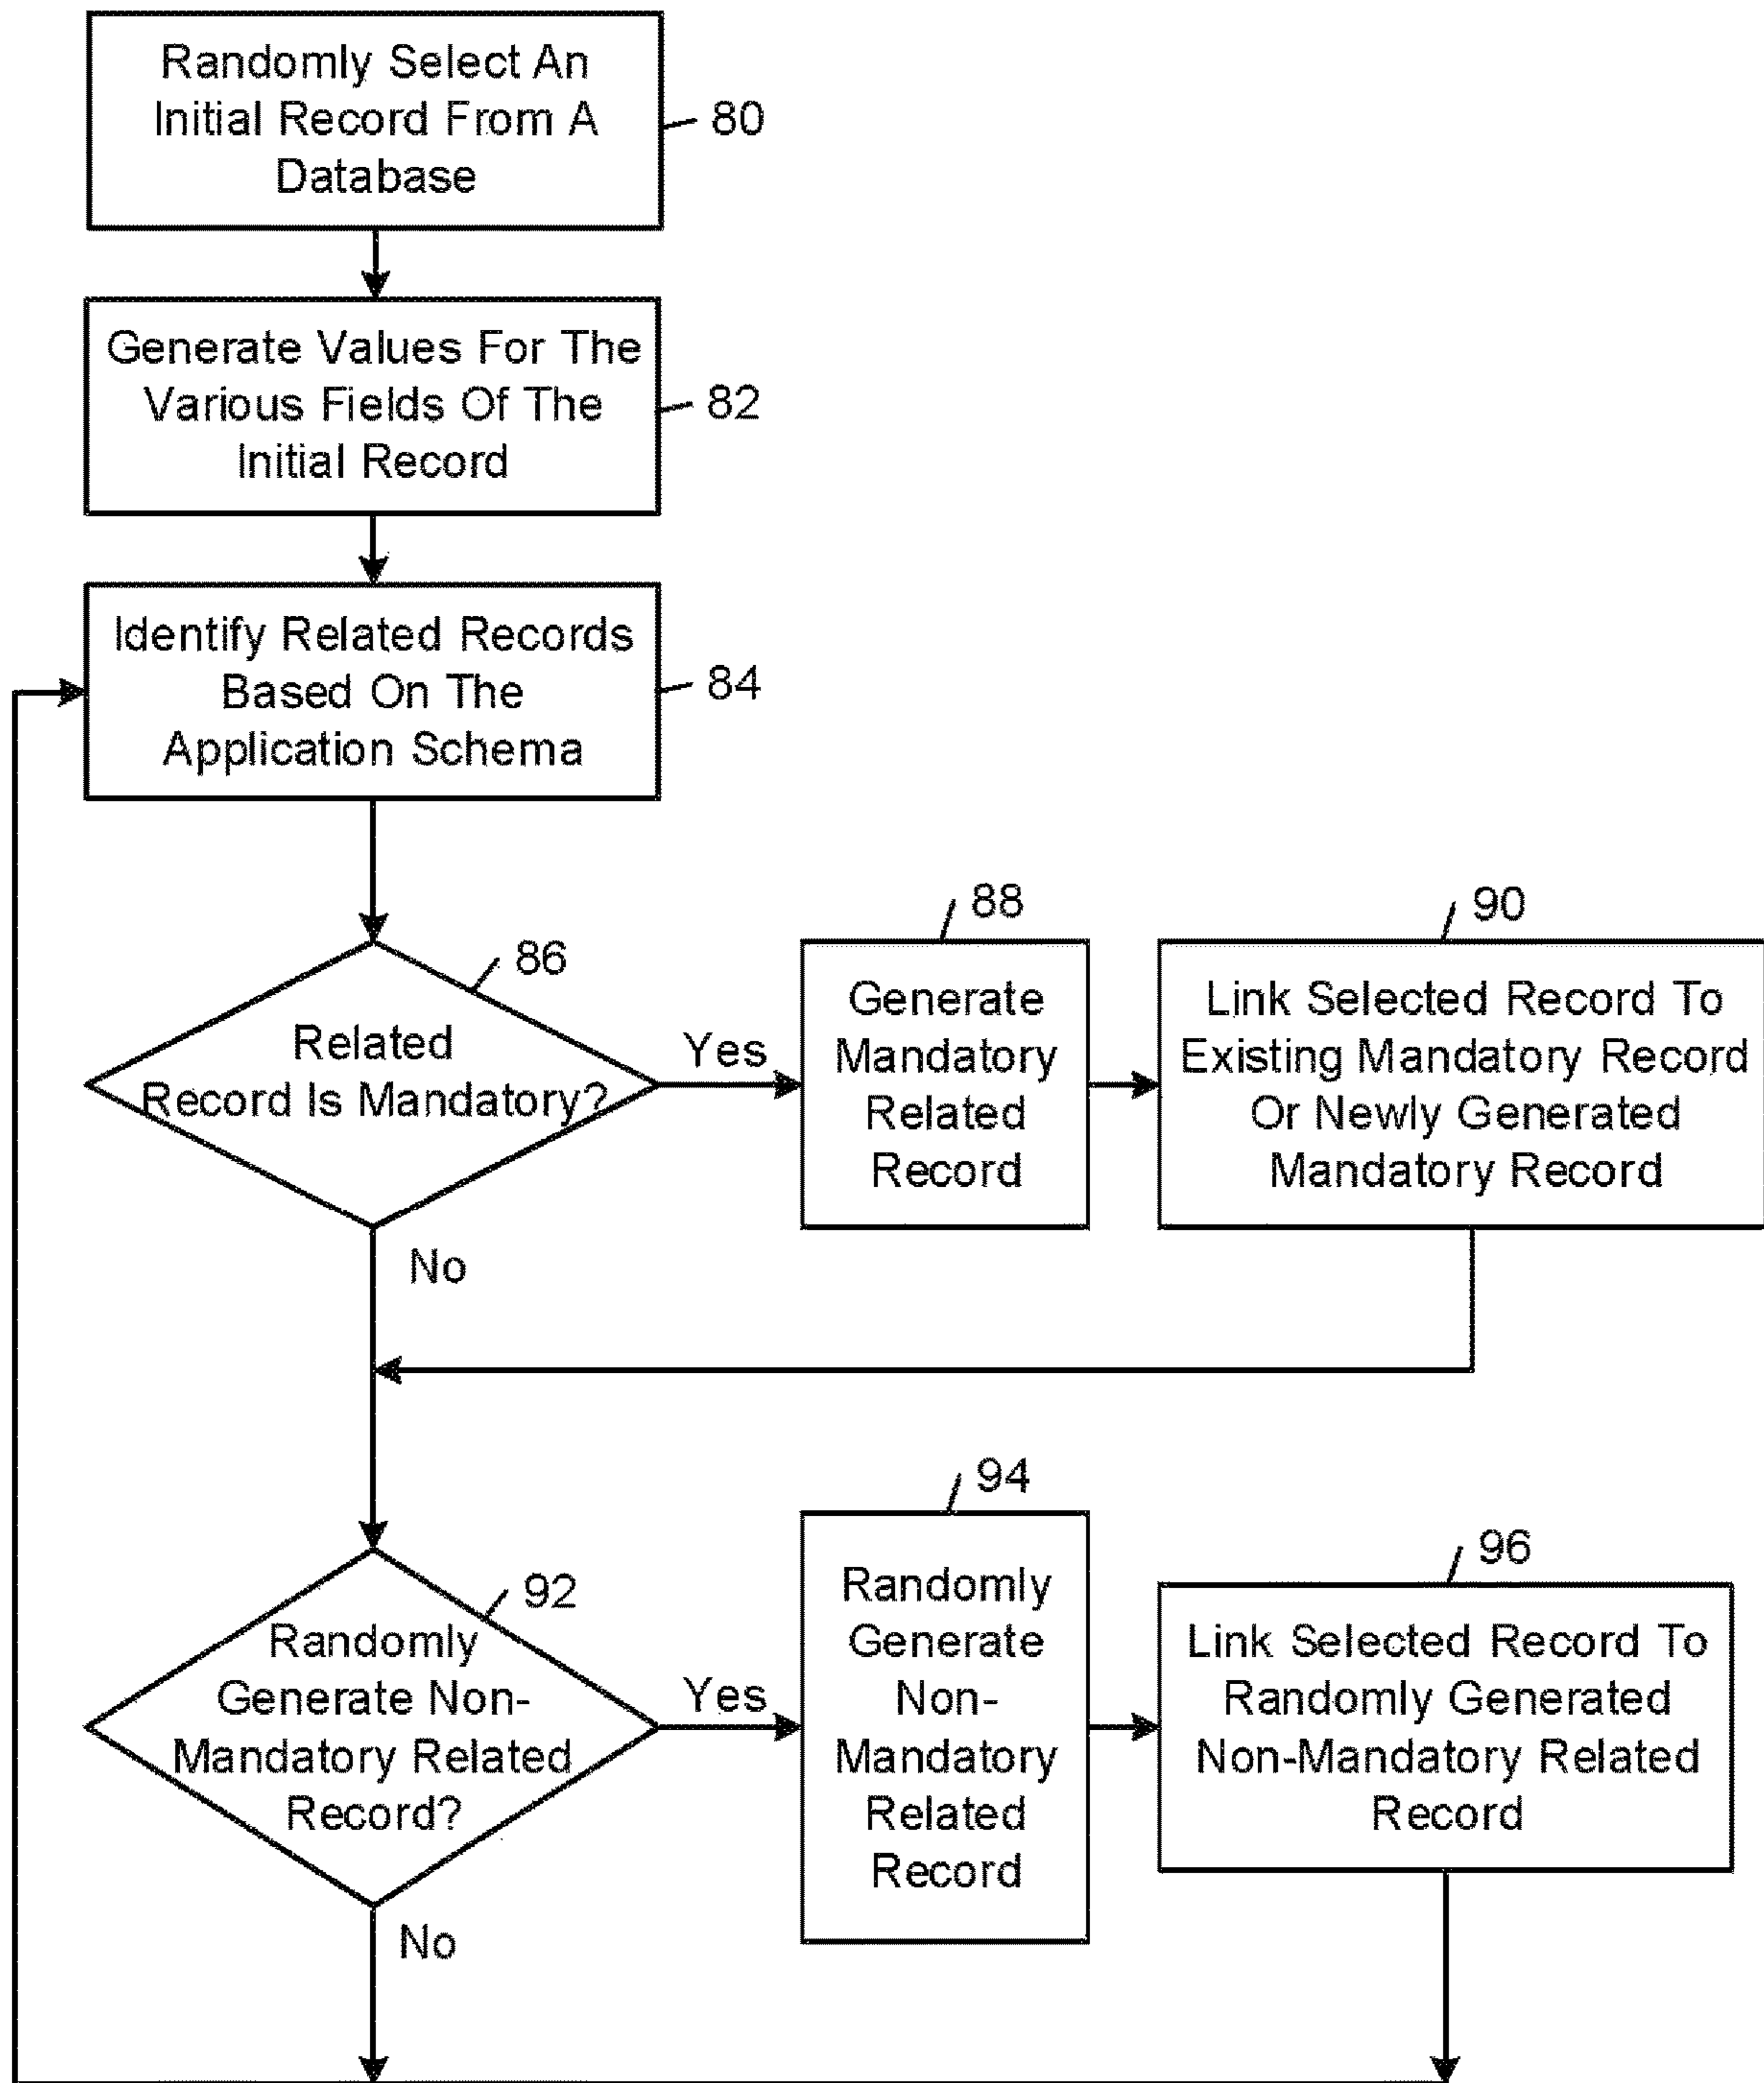 Randomly Select An
Initial Record From A
Database
80
Generate Values For The
Various Fields Of The
Initial Record
82
Identify Related Records
Based On The
Application Schema
84
86
Related
Record Is Mandatory?
Yes
No
88
Generate
Mandatory
Related
Record
90
Link Selected Record To
Existing Mandatory Record
Or Newly Generated
Mandatory Record
92
Randomly
Generate Non-
Mandatory Related
Record?
Yes
No
94
Randomly
Generate
Non-
Mandatory
Related
Record
96
Link Selected Record To
Randomly Generated
Non-Mandatory Related
Record